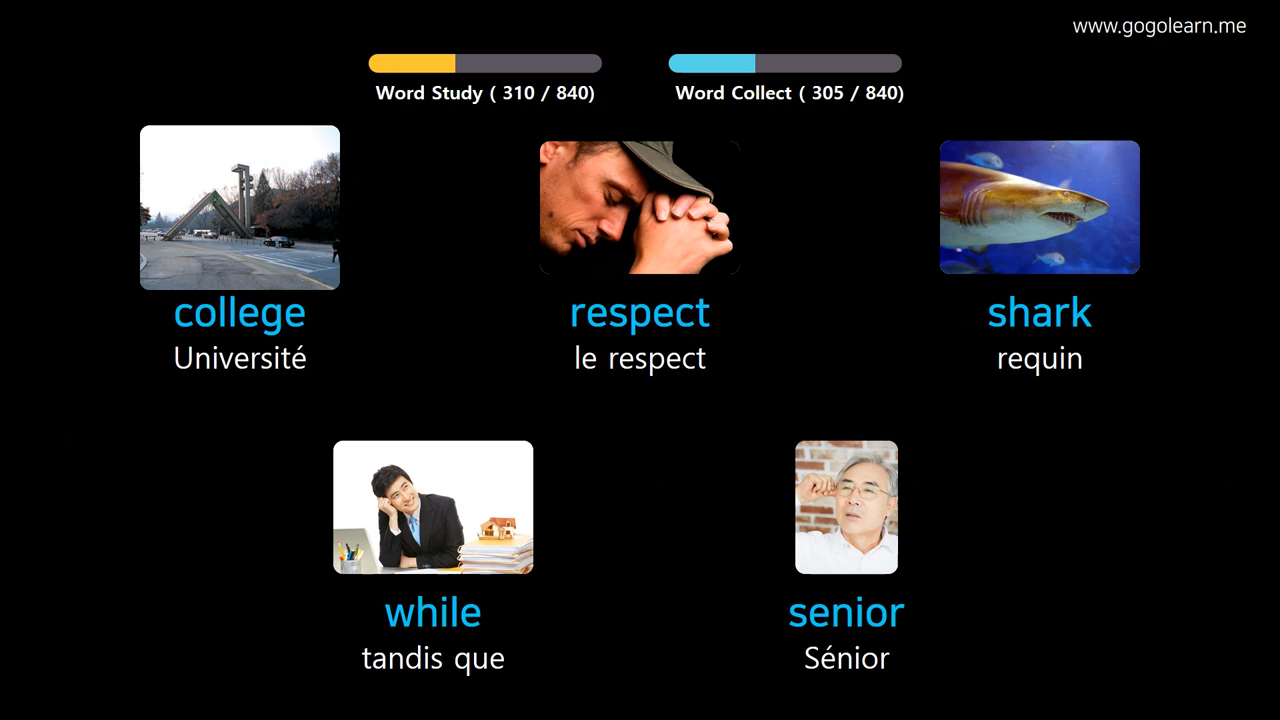 www.gogolearn.me
Word Study ( 310 / 840)
Word Collect ( 305 / 840)
college
Université
respect
le respect
shark
requin
while
tandis que
senior
Sénior